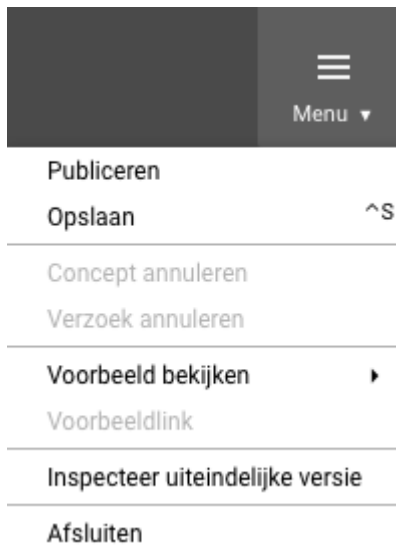 Menu ▾
Publiceren
Opslaan ^S
Concept annuleren
Verzoek annuleren
Voorbeeld bekijken ▸
Voorbeeldlink
Inspecteer uiteindelijke versie
Afsluiten